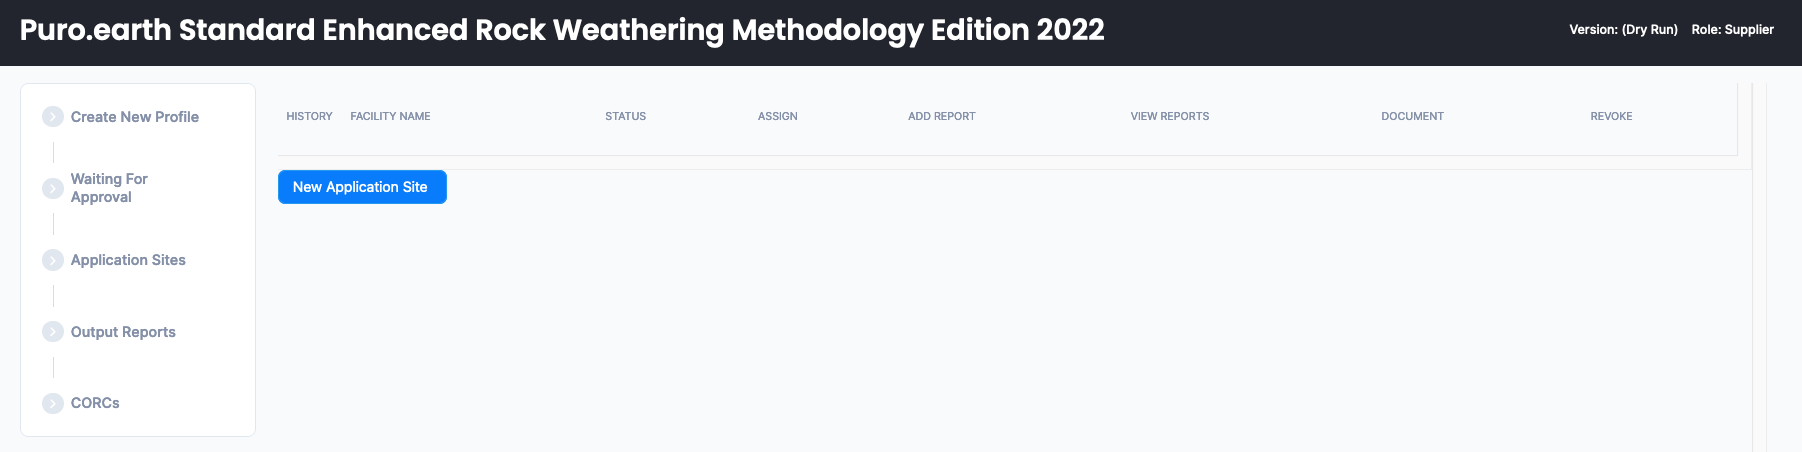 Puro.earth Standard Enhanced Rock Weathering Methodology Edition 2022
Version: (Dry Run) Role: Supplier
Create New Profile
Waiting For
Approval
Application Sites
Output Reports
CORCs
HISTORY FACILITY NAME STATUS ASSIGN ADD REPORT VIEW REPORTS DOCUMENT REVOKE
New Application Site